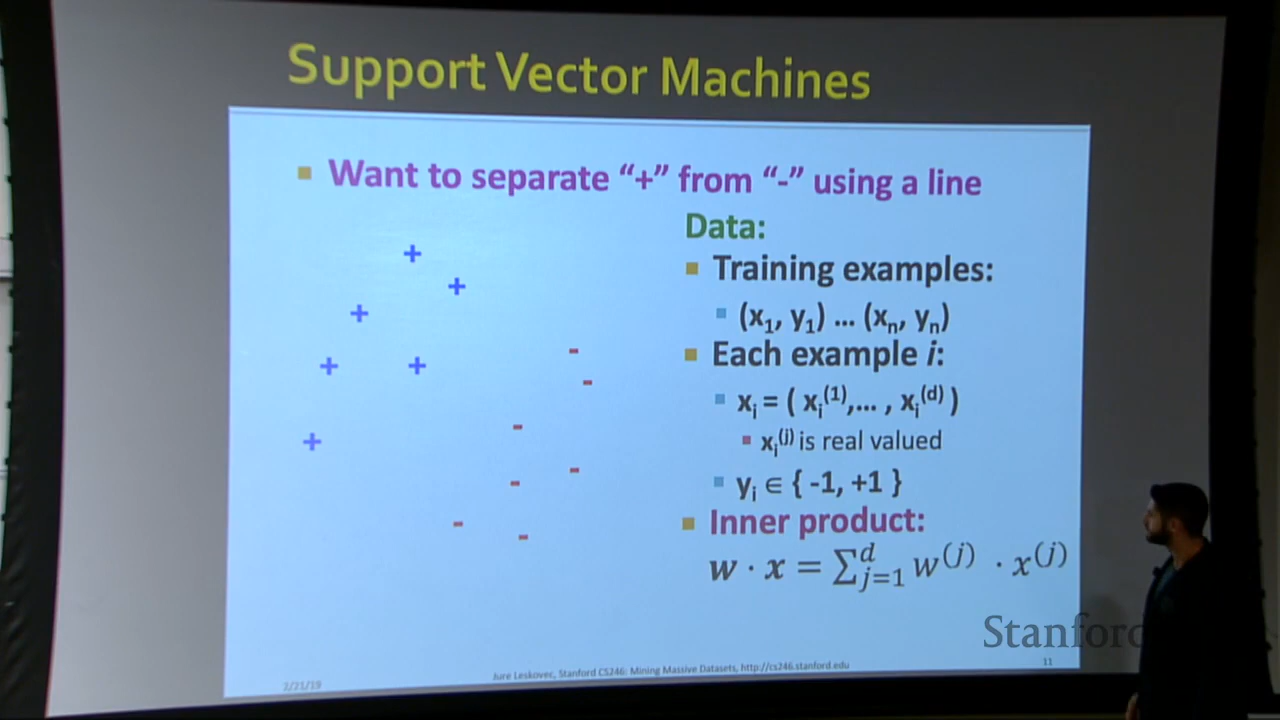 Support Vector Machines
Want to separate “+” from “-” using a line
Data:
Training examples:
(x₁, y₁) ... (xₙ, yₙ)
Each example i:
xᵢ = ( xᵢ⁽¹⁾,... , xᵢ⁽ᵈ⁾ )
xᵢ⁽ʲ⁾ is real valued
yᵢ ∈ { -1, +1 }
Inner product:
w · x = ∑ᵈⱼ₌₁ w⁽ʲ⁾ · x⁽ʲ⁾
Stanford
Jure Leskovec, Stanford CS246: Mining Massive Datasets, http://cs246.stanford.edu
11
2/21/19